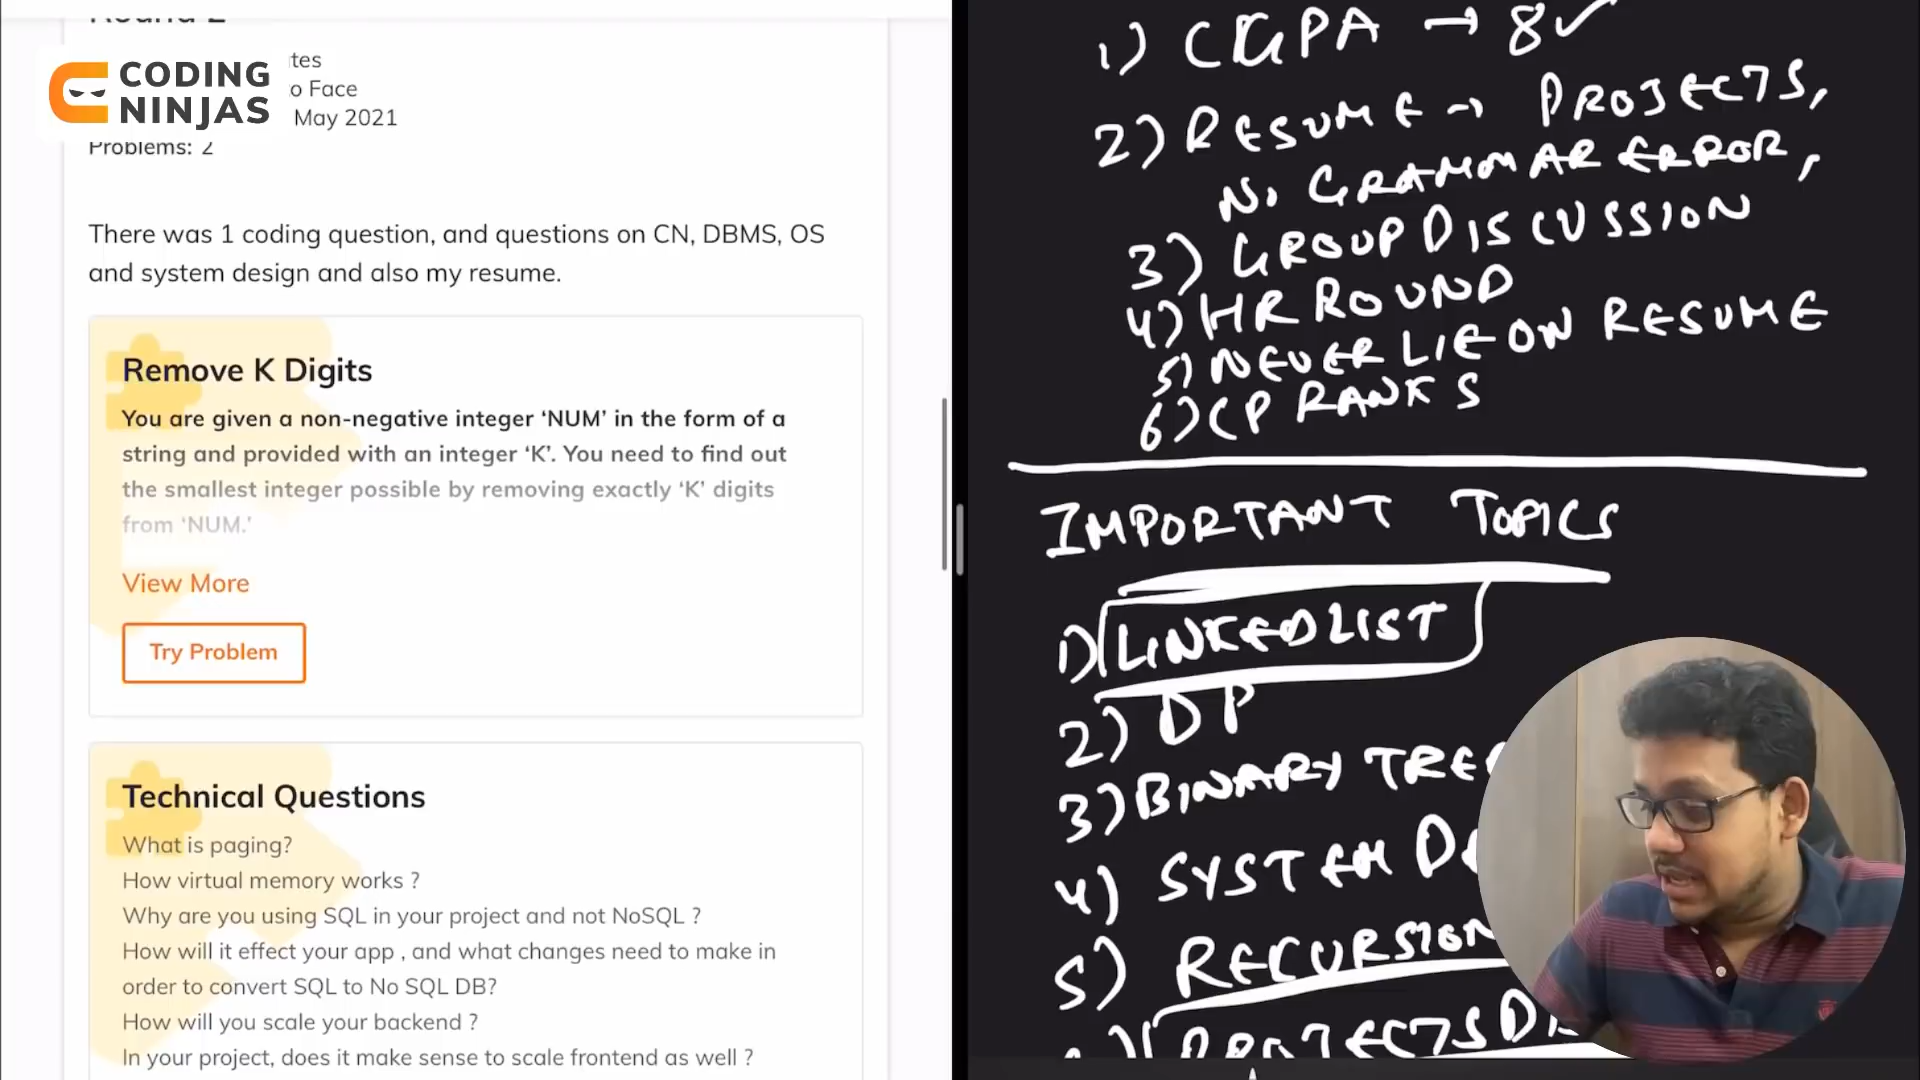 Round 2
CODING
NINJAS
tes
o Face
May 2021
Problems: 2
There was 1 coding question, and questions on CN, DBMS, OS
and system design and also my resume.
Remove K Digits
You are given a non-negative integer ‘NUM’ in the form of a
string and provided with an integer ‘K’. You need to find out
the smallest integer possible by removing exactly ‘K’ digits
from ‘NUM.’
View More
Try Problem
Technical Questions
What is paging?
How virtual memory works ?
Why are you using SQL in your project and not NoSQL ?
How will it effect your app , and what changes need to make in
order to convert SQL to No SQL DB?
How will you scale your backend ?
In your project, does it make sense to scale frontend as well ?
1) CGPA → 8 ✓
2) RESUME → PROJECTS,
NO GRAMMAR ERROR,
3) GROUP DISCUSSION
4) HR ROUND
5) NEVER LIE ON RESUME
6) CP RANKS
IMPORTANT TOPICS
1) LINKED LIST
2) DP
3) BINARY TREE
4) SYSTEM DE
5) RECURSION
PROJECTS D